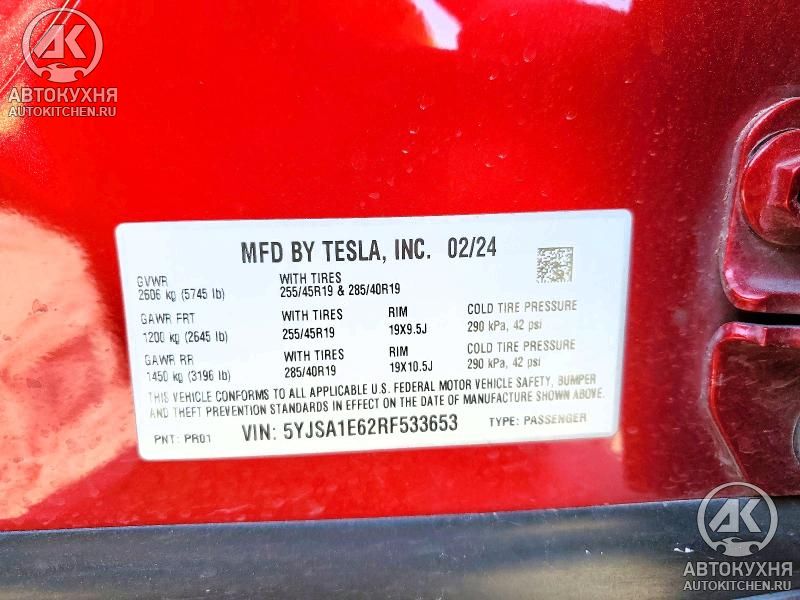 AK
АВТОКУХНЯ
AUTOKITCHEN.RU
MFD BY TESLA, INC. 02/24
GVWR
2606 kg (5745 lb)
WITH TIRES
255/45R19 & 285/40R19
GAWR FRT
1200 kg (2645 lb)
WITH TIRES
255/45R19
RIM
19X9.5J
COLD TIRE PRESSURE
290 kPa, 42 psi
GAWR RR
1450 kg (3196 lb)
WITH TIRES
285/40R19
RIM
19X10.5J
COLD TIRE PRESSURE
290 kPa, 42 psi
THIS VEHICLE CONFORMS TO ALL APPLICABLE U.S. FEDERAL MOTOR VEHICLE SAFETY, BUMPER
AND THEFT PREVENTION STANDARDS IN EFFECT ON THE DATE OF MANUFACTURE SHOWN ABOVE.
PNT: PR01 VIN: 5YJSA1E62RF533653 TYPE: PASSENGER
AK
АВТОКУХНЯ
AUTOKITCHEN.RU